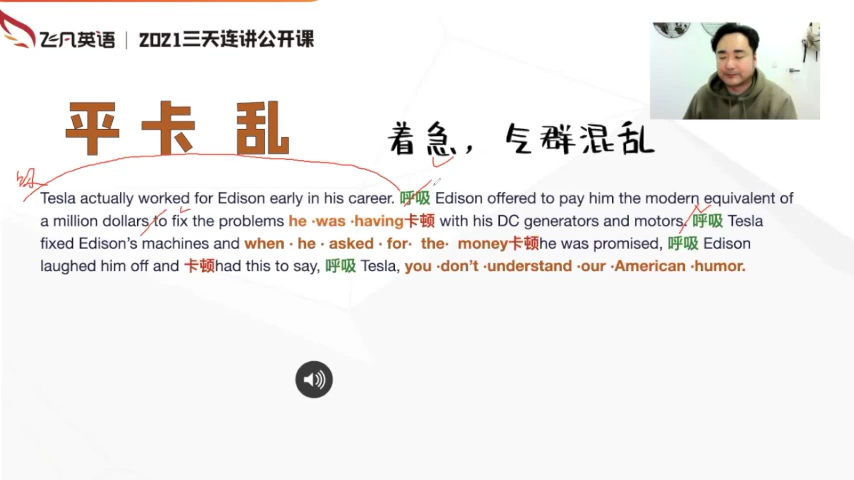 飞凡英语 | 2021三天连讲公开课
平 卡 乱
着急，气群混乱
Tesla actually worked for Edison early in his career. 呼吸 Edison offered to pay him the modern equivalent of
a million dollars to fix the problems he ·was ·having卡顿 with his DC generators and motors. 呼吸 Tesla
fixed Edison's machines and when · he · asked · for· the· money卡顿he was promised, 呼吸 Edison
laughed him off and 卡顿had this to say, 呼吸 Tesla, you ·don't ·understand ·our ·American ·humor.